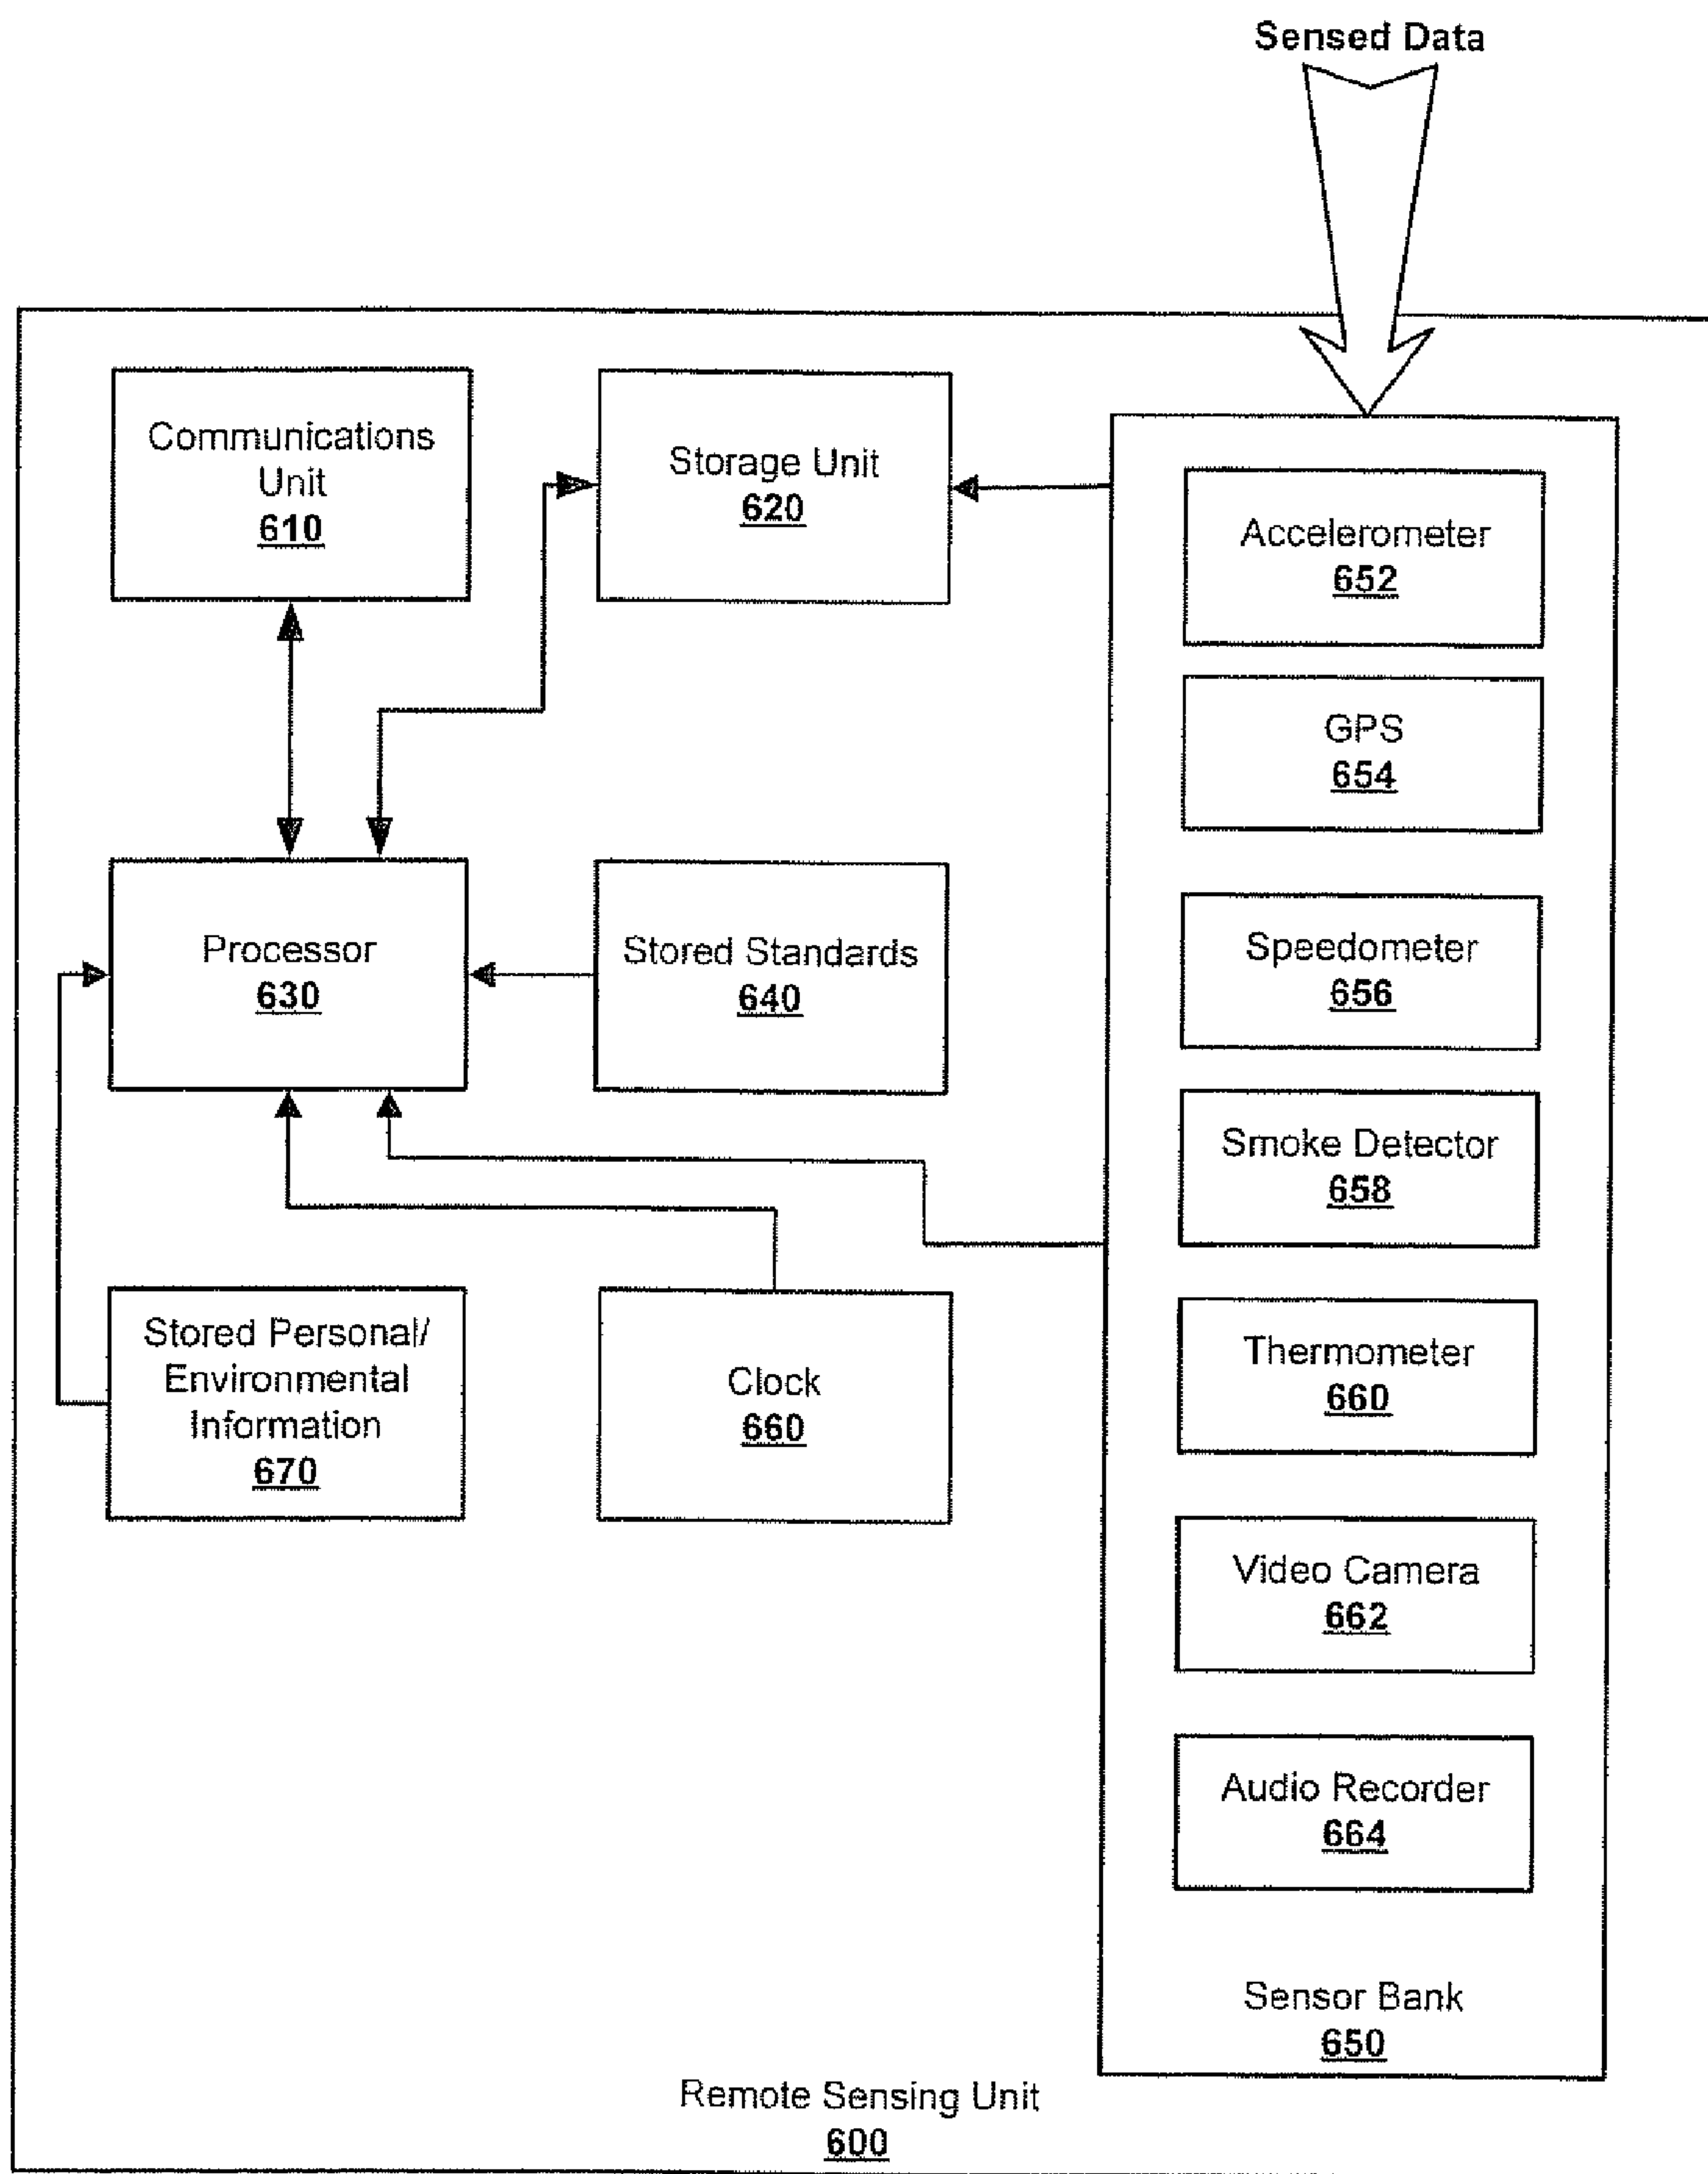 Sensed Data
Communications
Unit
610
Storage Unit
620
Accelerometer
652
GPS
654
Processor
630
Stored Standards
640
Speedometer
656
Smoke Detector
658
Stored Personal/
Environmental
Information
670
Clock
660
Thermometer
660
Video Camera
662
Audio Recorder
664
Sensor Bank
650
Remote Sensing Unit
600